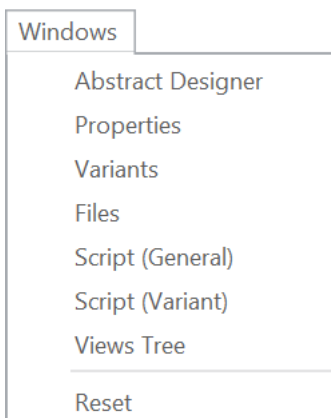 Windows
Abstract Designer
Properties
Variants
Files
Script (General)
Script (Variant)
Views Tree
Reset